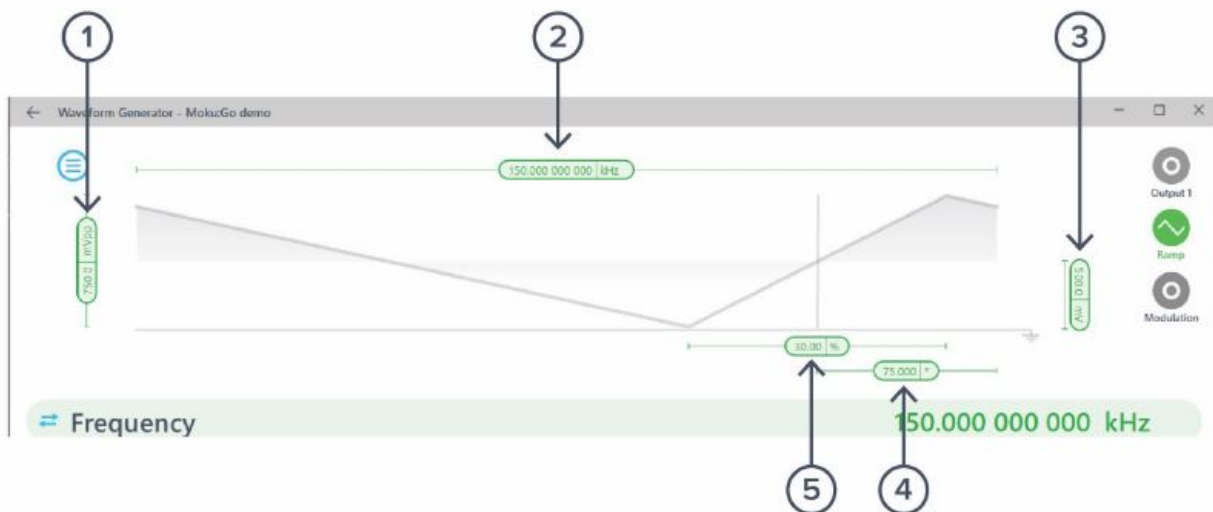 1 2 3
Waveform Generator – Moku:Go demo
150.000 000 000 kHz
Output 1
750.0 mVpp
Ramp
500.0 mV
Modulation
30.00 %
75.000 °
Frequency 150.000 000 000 kHz
5 4